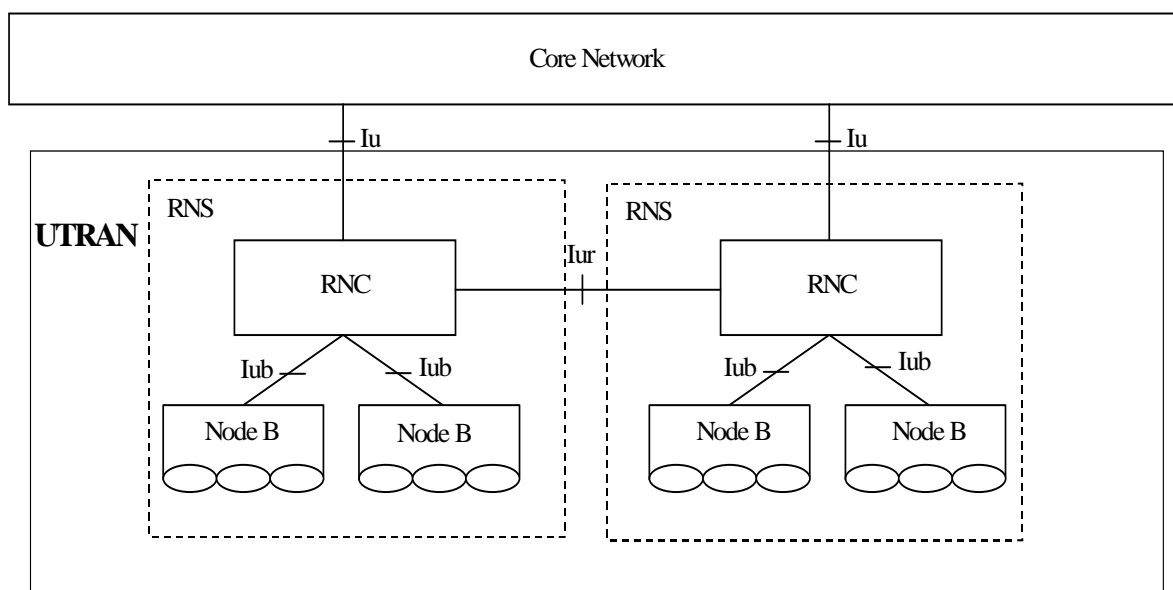 Core Network
Iu
Iu
UTRAN
RNS
RNS
RNC
Iur
RNC
Iub
Iub
Iub
Iub
Node B
Node B
Node B
Node B